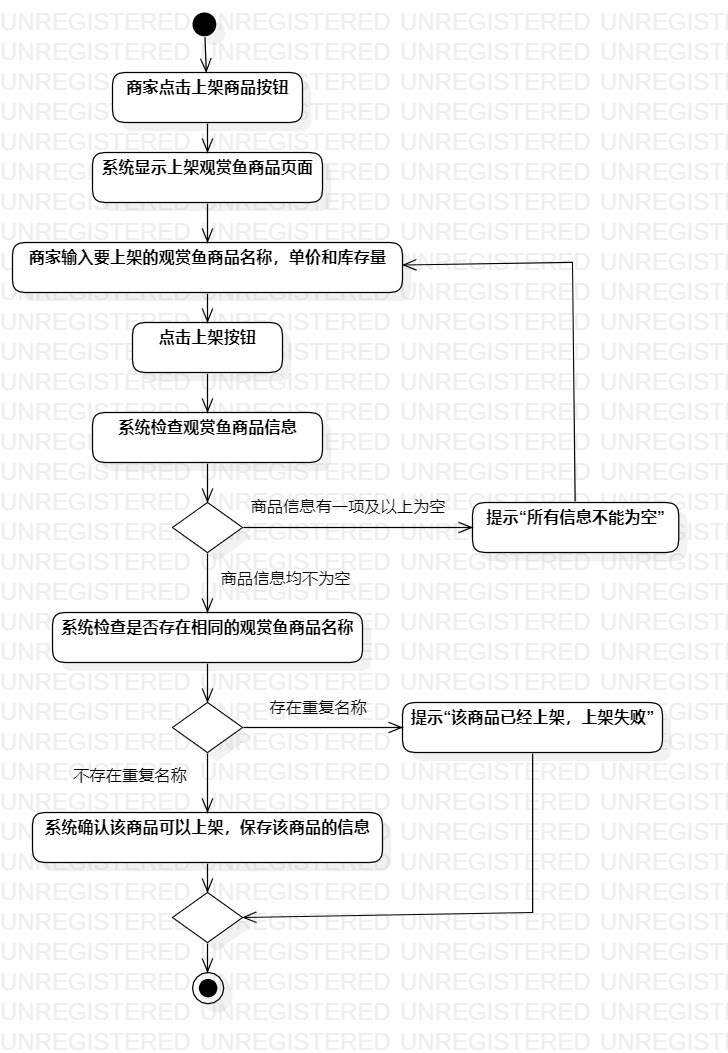 商家点击上架商品按钮
系统显示上架观赏鱼商品页面
商家输入要上架的观赏鱼商品名称，单价和库存量
点击上架按钮
系统检查观赏鱼商品信息
商品信息有一项及以上为空
提示“所有信息不能为空”
商品信息均不为空
系统检查是否存在相同的观赏鱼商品名称
存在重复名称
提示“该商品已经上架，上架失败”
不存在重复名称
系统确认该商品可以上架，保存该商品的信息
UNREGISTERED